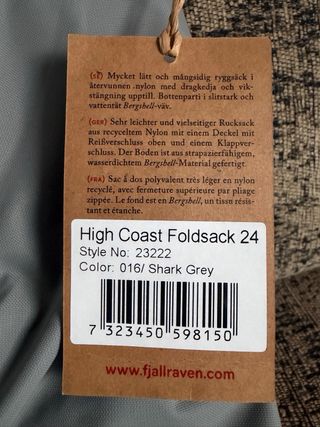 (SE) Mycket lätt och mångsidig ryggsäck i
återvunnen .nylon med dragkedja och vik-
stängning upptill. Bottenparti i slitstark och
vattentät Bergshell-väv.
(GER) Sehr leichter und vielseitiger Rucksack
aus recyceltem Nylon mit einem Deckel mit
Reißverschluss oben und einem Klappver-
schluss. Der Boden ist aus strapazierfähigem,
wasserdichtem Bergshell-Material gefertigt.
(FRA) Sac à dos polyvalent très léger en nylon
recyclé, avec fermeture supérieure par pliage
zippée. Le fond est en Bergshell, un tissu résis-
tant et étanche.
High Coast Foldsack 24
Style No: 23222
Color: 016/ Shark Grey
7 323450 598150
www.fjallraven.com